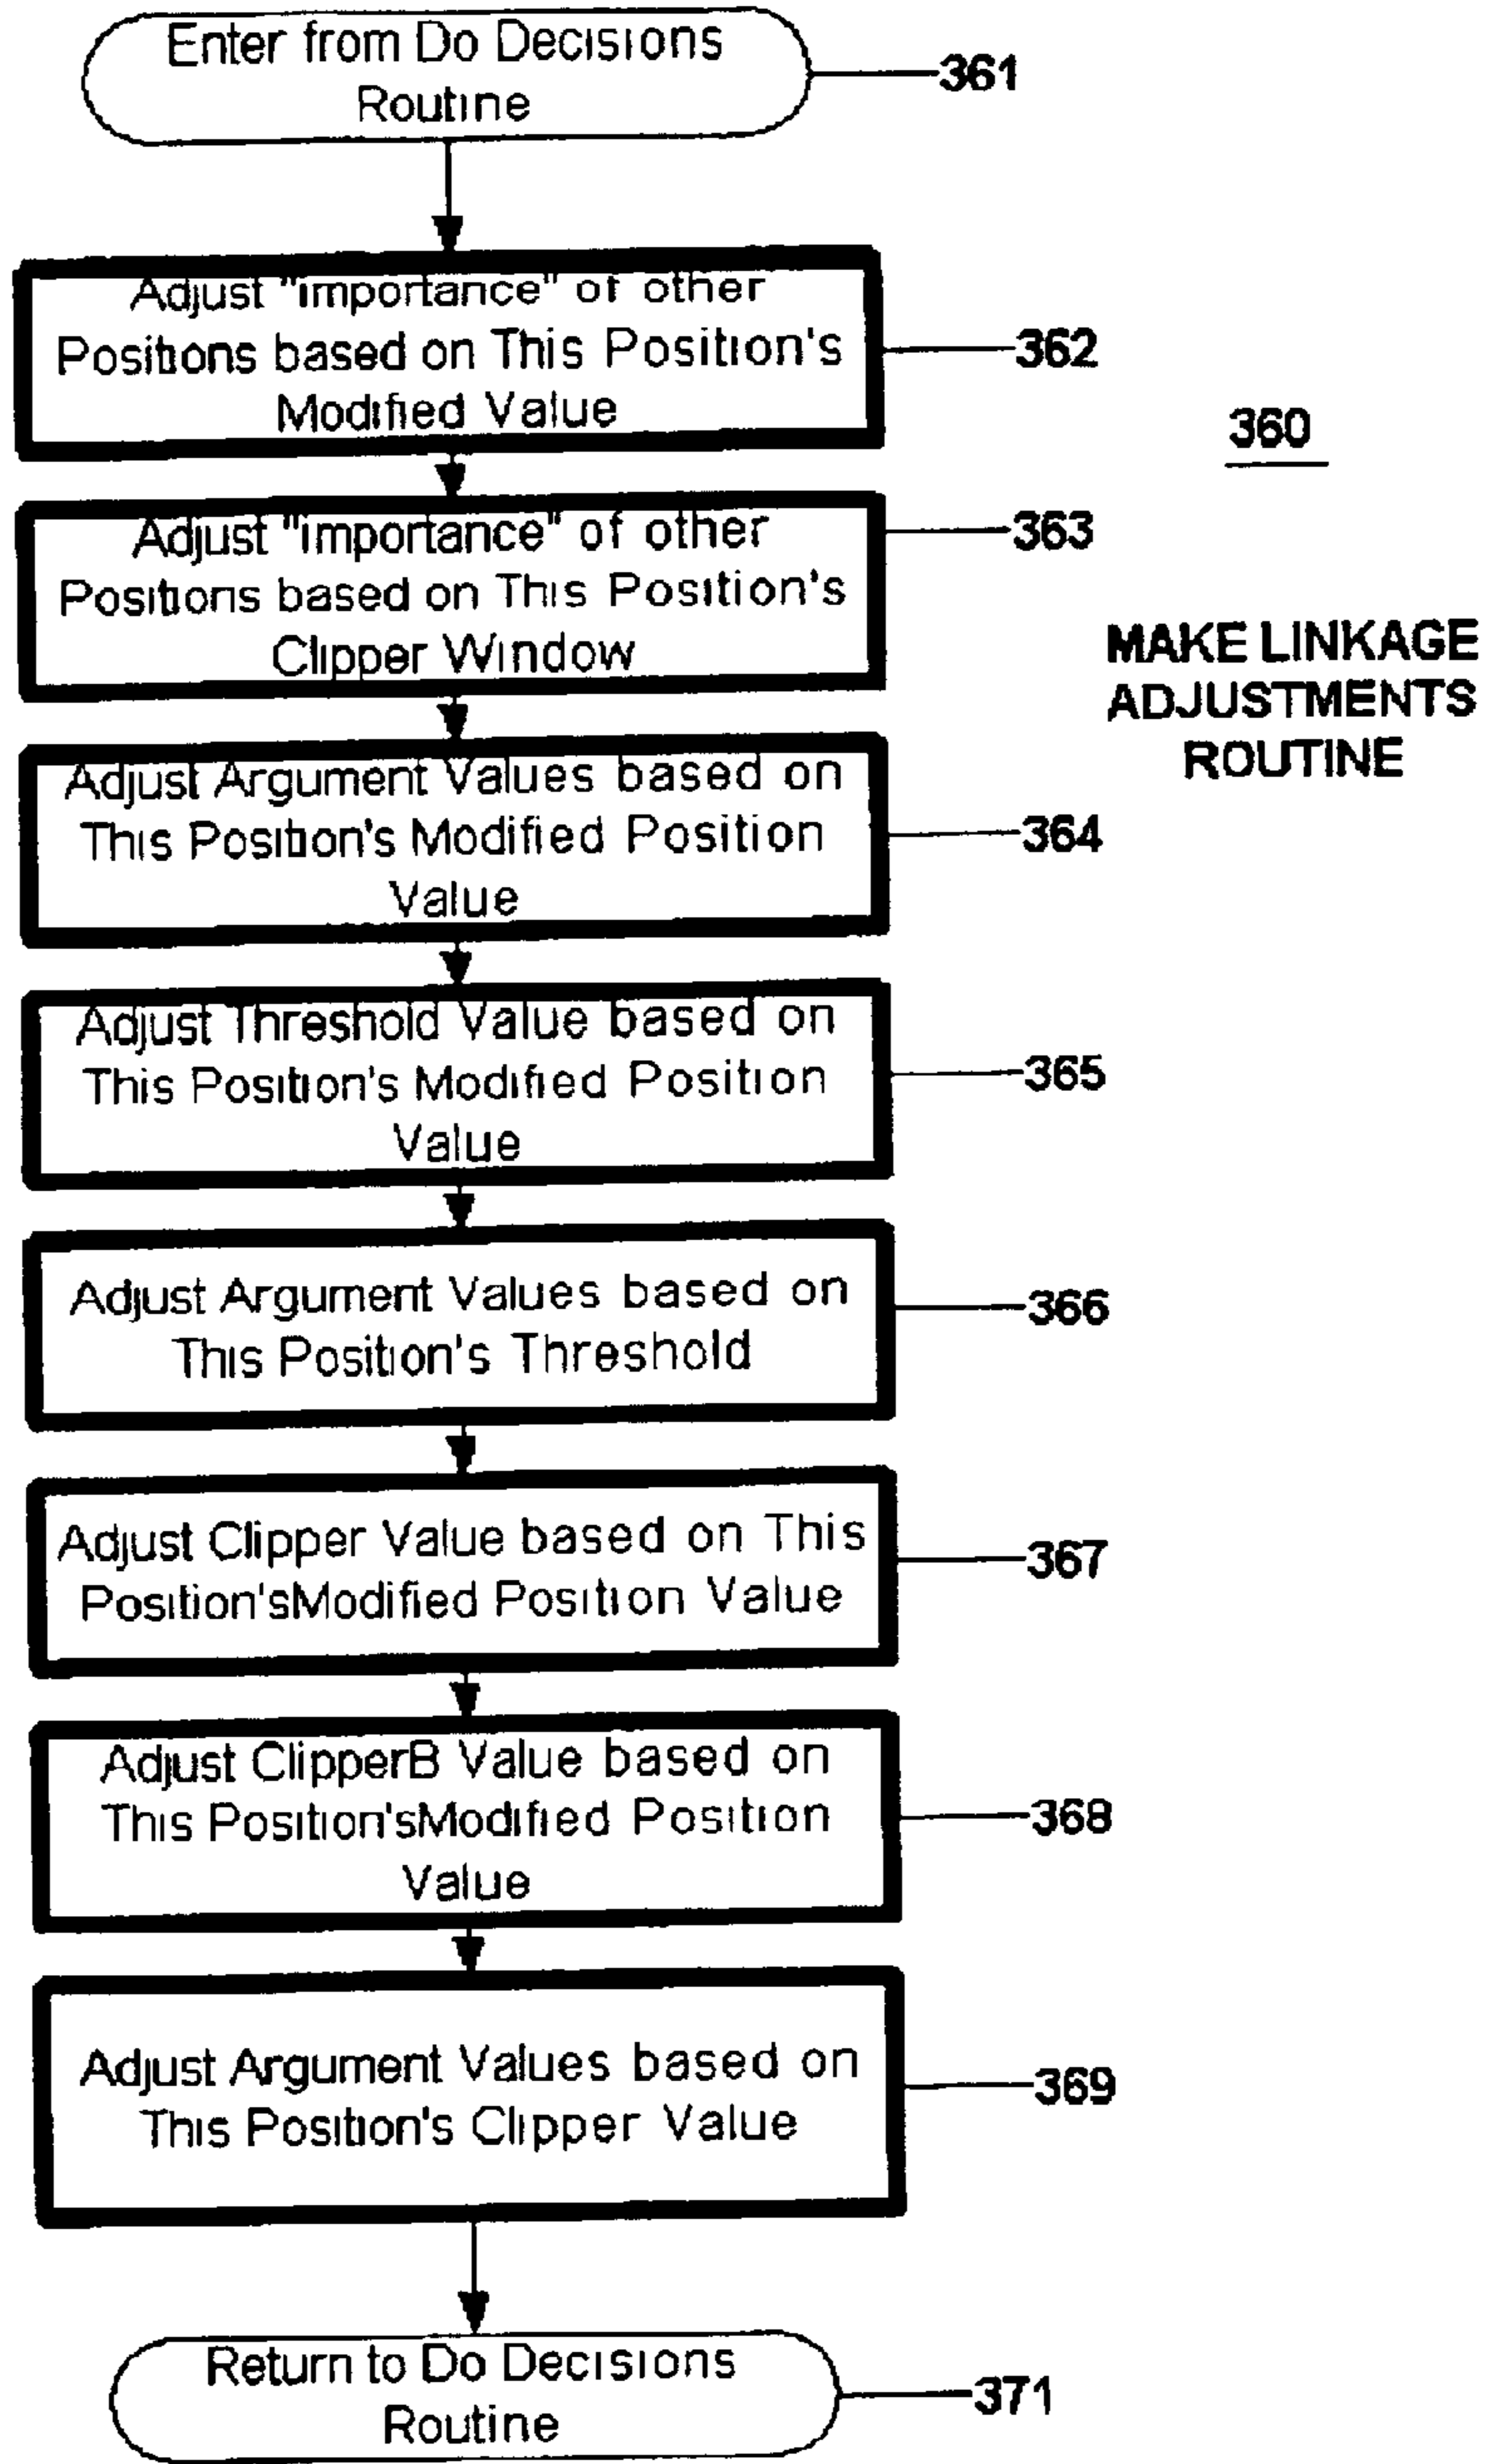 Enter from Do Decisions
Routine
361
Adjust "importance" of other
Positions based on This Position's
Modified Value
362
360
Adjust "importance" of other
Positions based on This Position's
Clipper Window
363
MAKE LINKAGE
ADJUSTMENTS
ROUTINE
Adjust Argument Values based on
This Position's Modified Position
Value
364
Adjust Threshold Value based on
This Position's Modified Position
Value
365
Adjust Argument Values based on
This Position's Threshold
366
Adjust Clipper Value based on This
Position'sModified Position Value
367
Adjust ClipperB Value based on
This Position'sModified Position
Value
368
Adjust Argument Values based on
This Position's Clipper Value
369
Return to Do Decisions
Routine
371